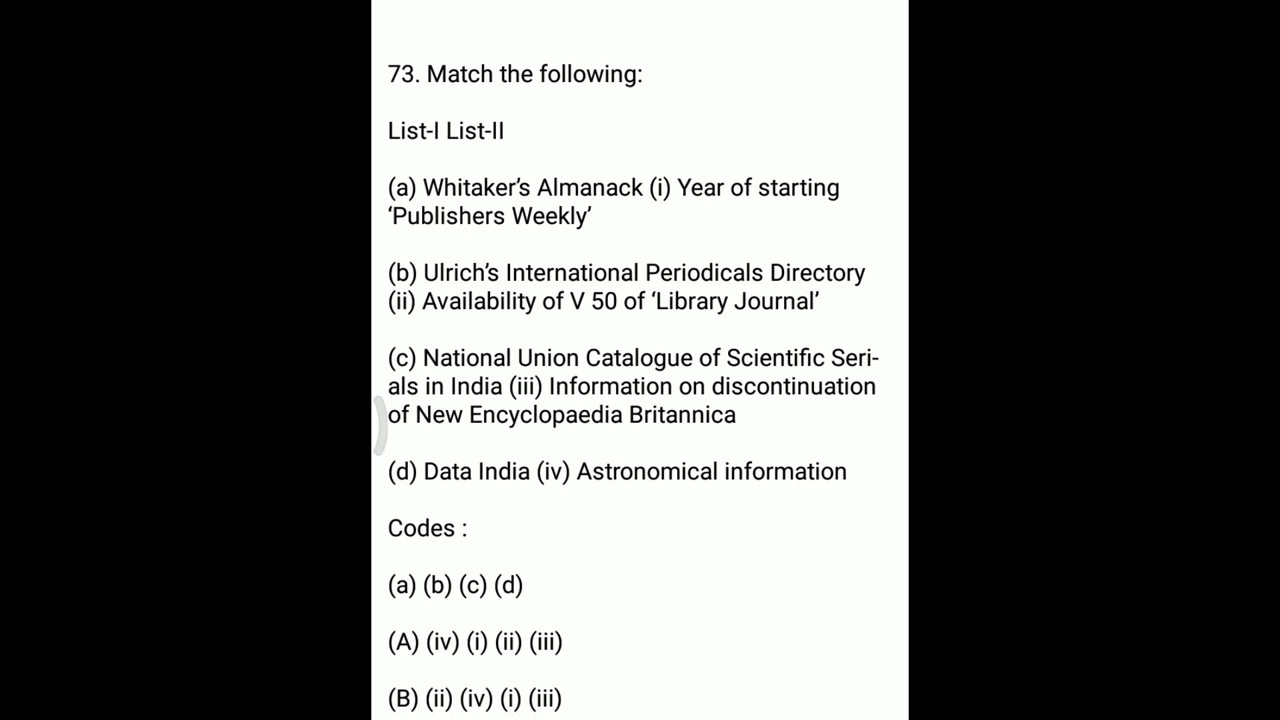 73. Match the following:
List-I List-II
(a) Whitaker’s Almanack (i) Year of starting
‘Publishers Weekly’
(b) Ulrich’s International Periodicals Directory
(ii) Availability of V 50 of ‘Library Journal’
(c) National Union Catalogue of Scientific Seri-
als in India (iii) Information on discontinuation
of New Encyclopaedia Britannica
(d) Data India (iv) Astronomical information
Codes :
(a) (b) (c) (d)
(A) (iv) (i) (ii) (iii)
(B) (ii) (iv) (i) (iii)